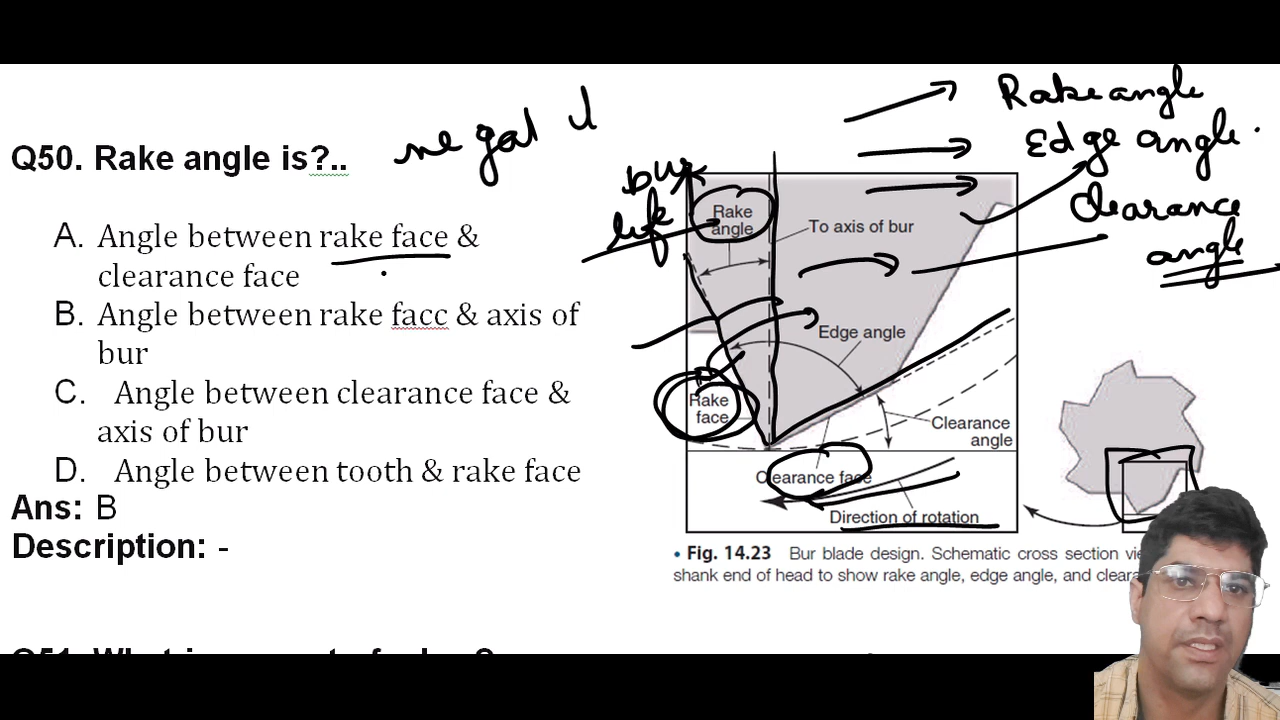 Q50. Rake angle is?..
A. Angle between rake face &
clearance face
B. Angle between rake facc & axis of
bur
C. Angle between clearance face &
axis of bur
D. Angle between tooth & rake face
Ans: B
Description: -
bur
life
Rake angle
Edge angle.
Clearance
angle
Rake
angle
To axis of bur
Edge angle
Rake
face
Clearance
angle
Clearance face
Direction of rotation
• Fig. 14.23 Bur blade design. Schematic cross section
shank end of head to show rake angle, edge angle, and